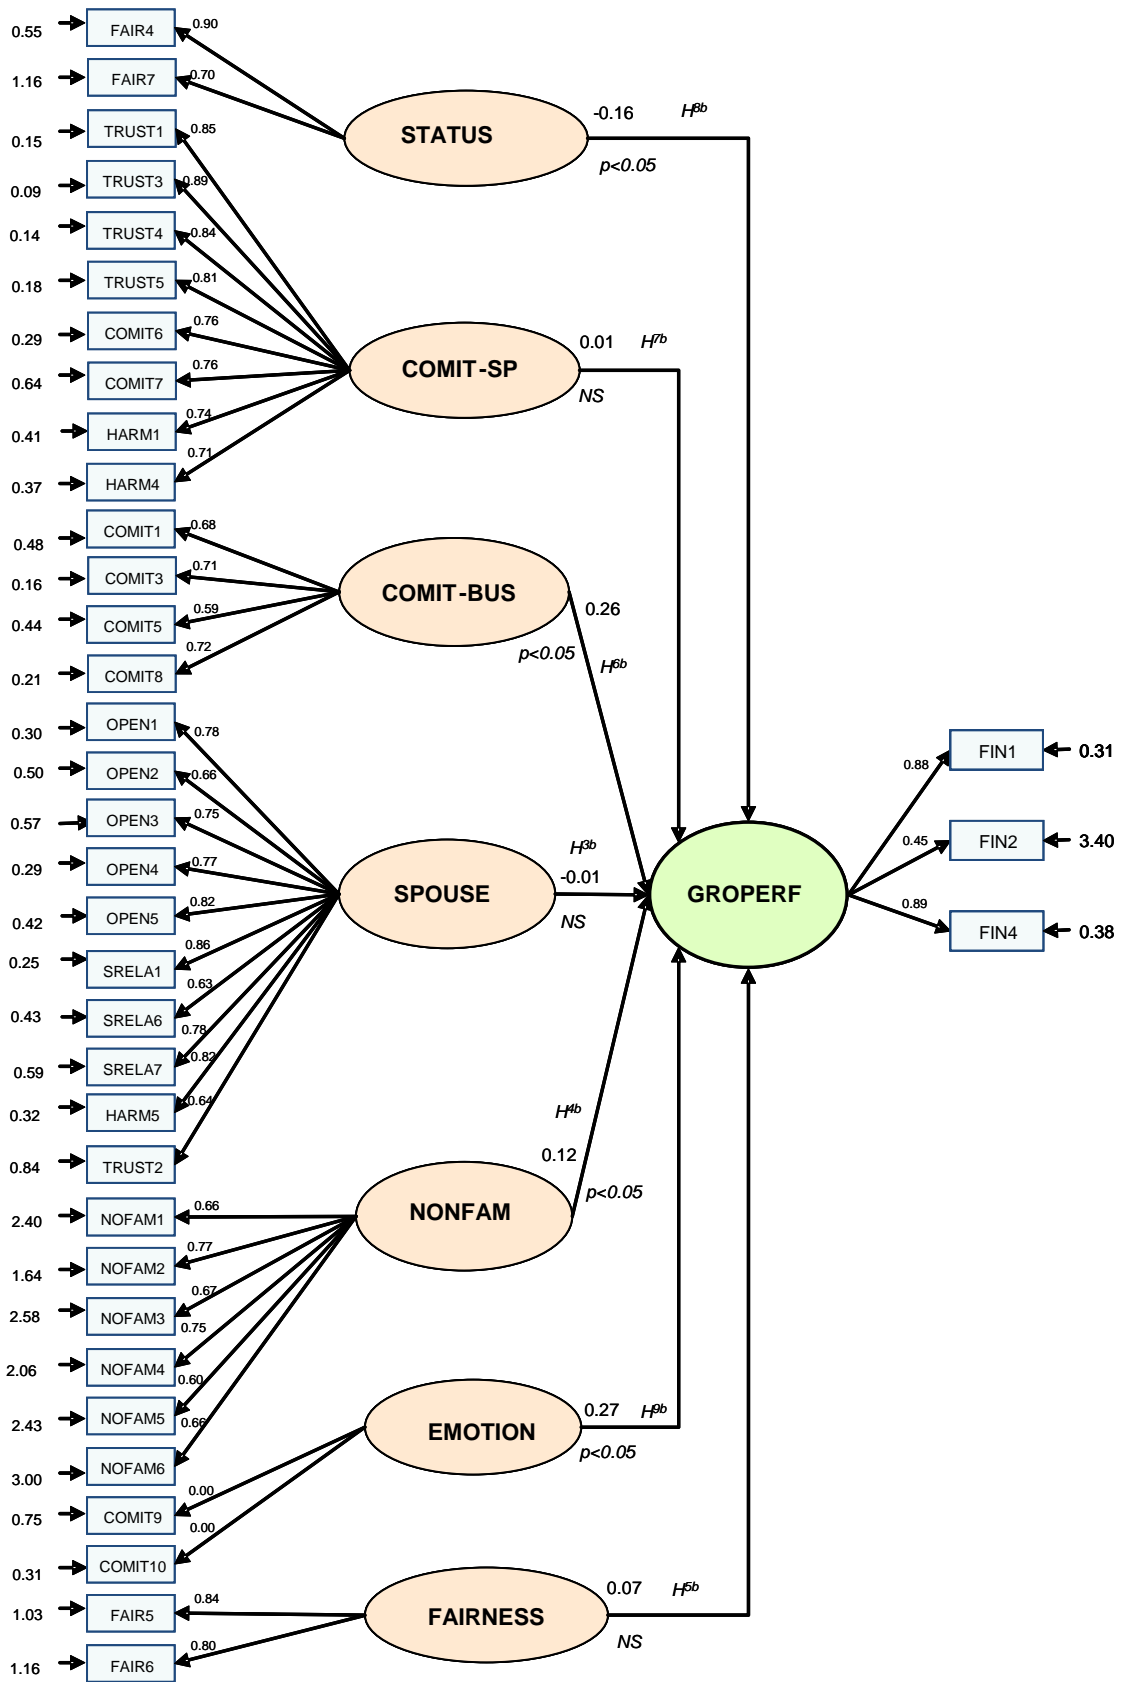 0.55 FAIR4 0.90
1.16 FAIR7 0.70
0.15 TRUST1 0.85
0.09 TRUST3 0.89
0.14 TRUST4 0.84
0.18 TRUST5 0.81
0.29 COMIT6 0.76
0.64 COMIT7 0.76
0.41 HARM1 0.74
0.37 HARM4 0.71
0.48 COMIT1 0.68
0.16 COMIT3 0.71
0.44 COMIT5 0.59
0.21 COMIT8 0.72
0.30 OPEN1 0.78
0.50 OPEN2 0.66
0.57 OPEN3 0.75
0.29 OPEN4 0.77
0.42 OPEN5 0.82
0.25 SRELA1 0.86
0.43 SRELA6 0.63
0.59 SRELA7 0.78
0.32 HARM5 0.82
0.84 TRUST2 0.64
2.40 NOFAM1 0.66
1.64 NOFAM2 0.77
2.58 NOFAM3 0.67
2.06 NOFAM4 0.75
2.43 NOFAM5 0.60
3.00 NOFAM6 0.66
0.75 COMIT9 0.00
0.31 COMIT10 0.00
1.03 FAIR5 0.84
1.16 FAIR6 0.80
STATUS
-0.16 H8b
p<0.05
COMIT-SP
0.01 H7b
NS
COMIT-BUS
0.26
p<0.05 H6b
SPOUSE
H3b
-0.01
NS
NONFAM
H4b
0.12
p<0.05
EMOTION
0.27 H9b
p<0.05
FAIRNESS
0.07 H5b
NS
GROPERF
0.88 FIN1 0.31
0.45 FIN2 3.40
0.89 FIN4 0.38